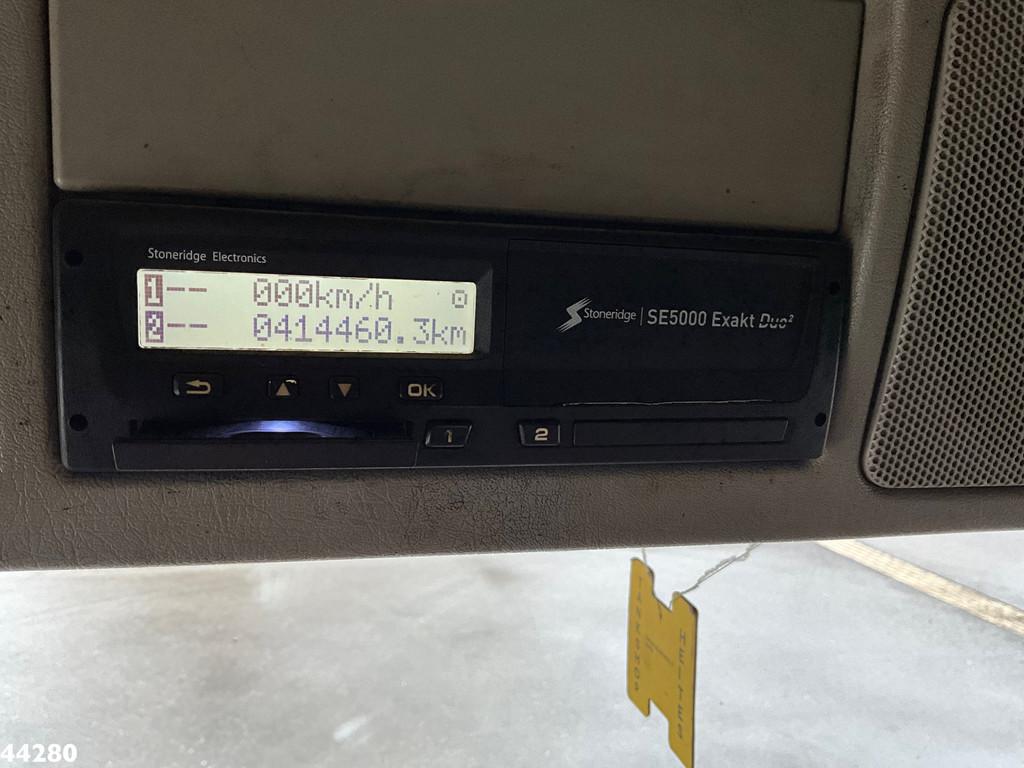 Stoneridge Electronics
1-- 000km/h
2-- 0414460.3km
Stoneridge SE5000 Exakt Duo²
OK
1
2
44280